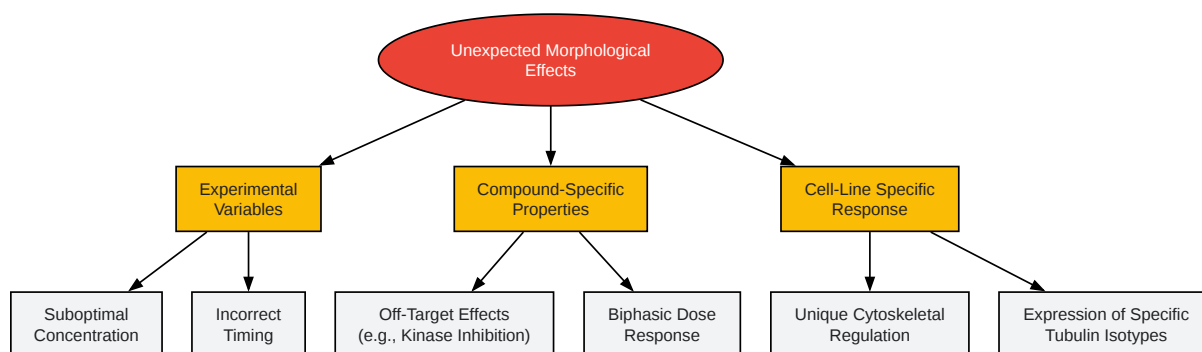 Unexpected Morphological
Effects
Experimental
Variables
Compound-Specific
Properties
Cell-Line Specific
Response
Suboptimal
Concentration
Incorrect
Timing
Off-Target Effects
(e.g., Kinase Inhibition)
Biphasic Dose
Response
Unique Cytoskeletal
Regulation
Expression of Specific
Tubulin Isotypes